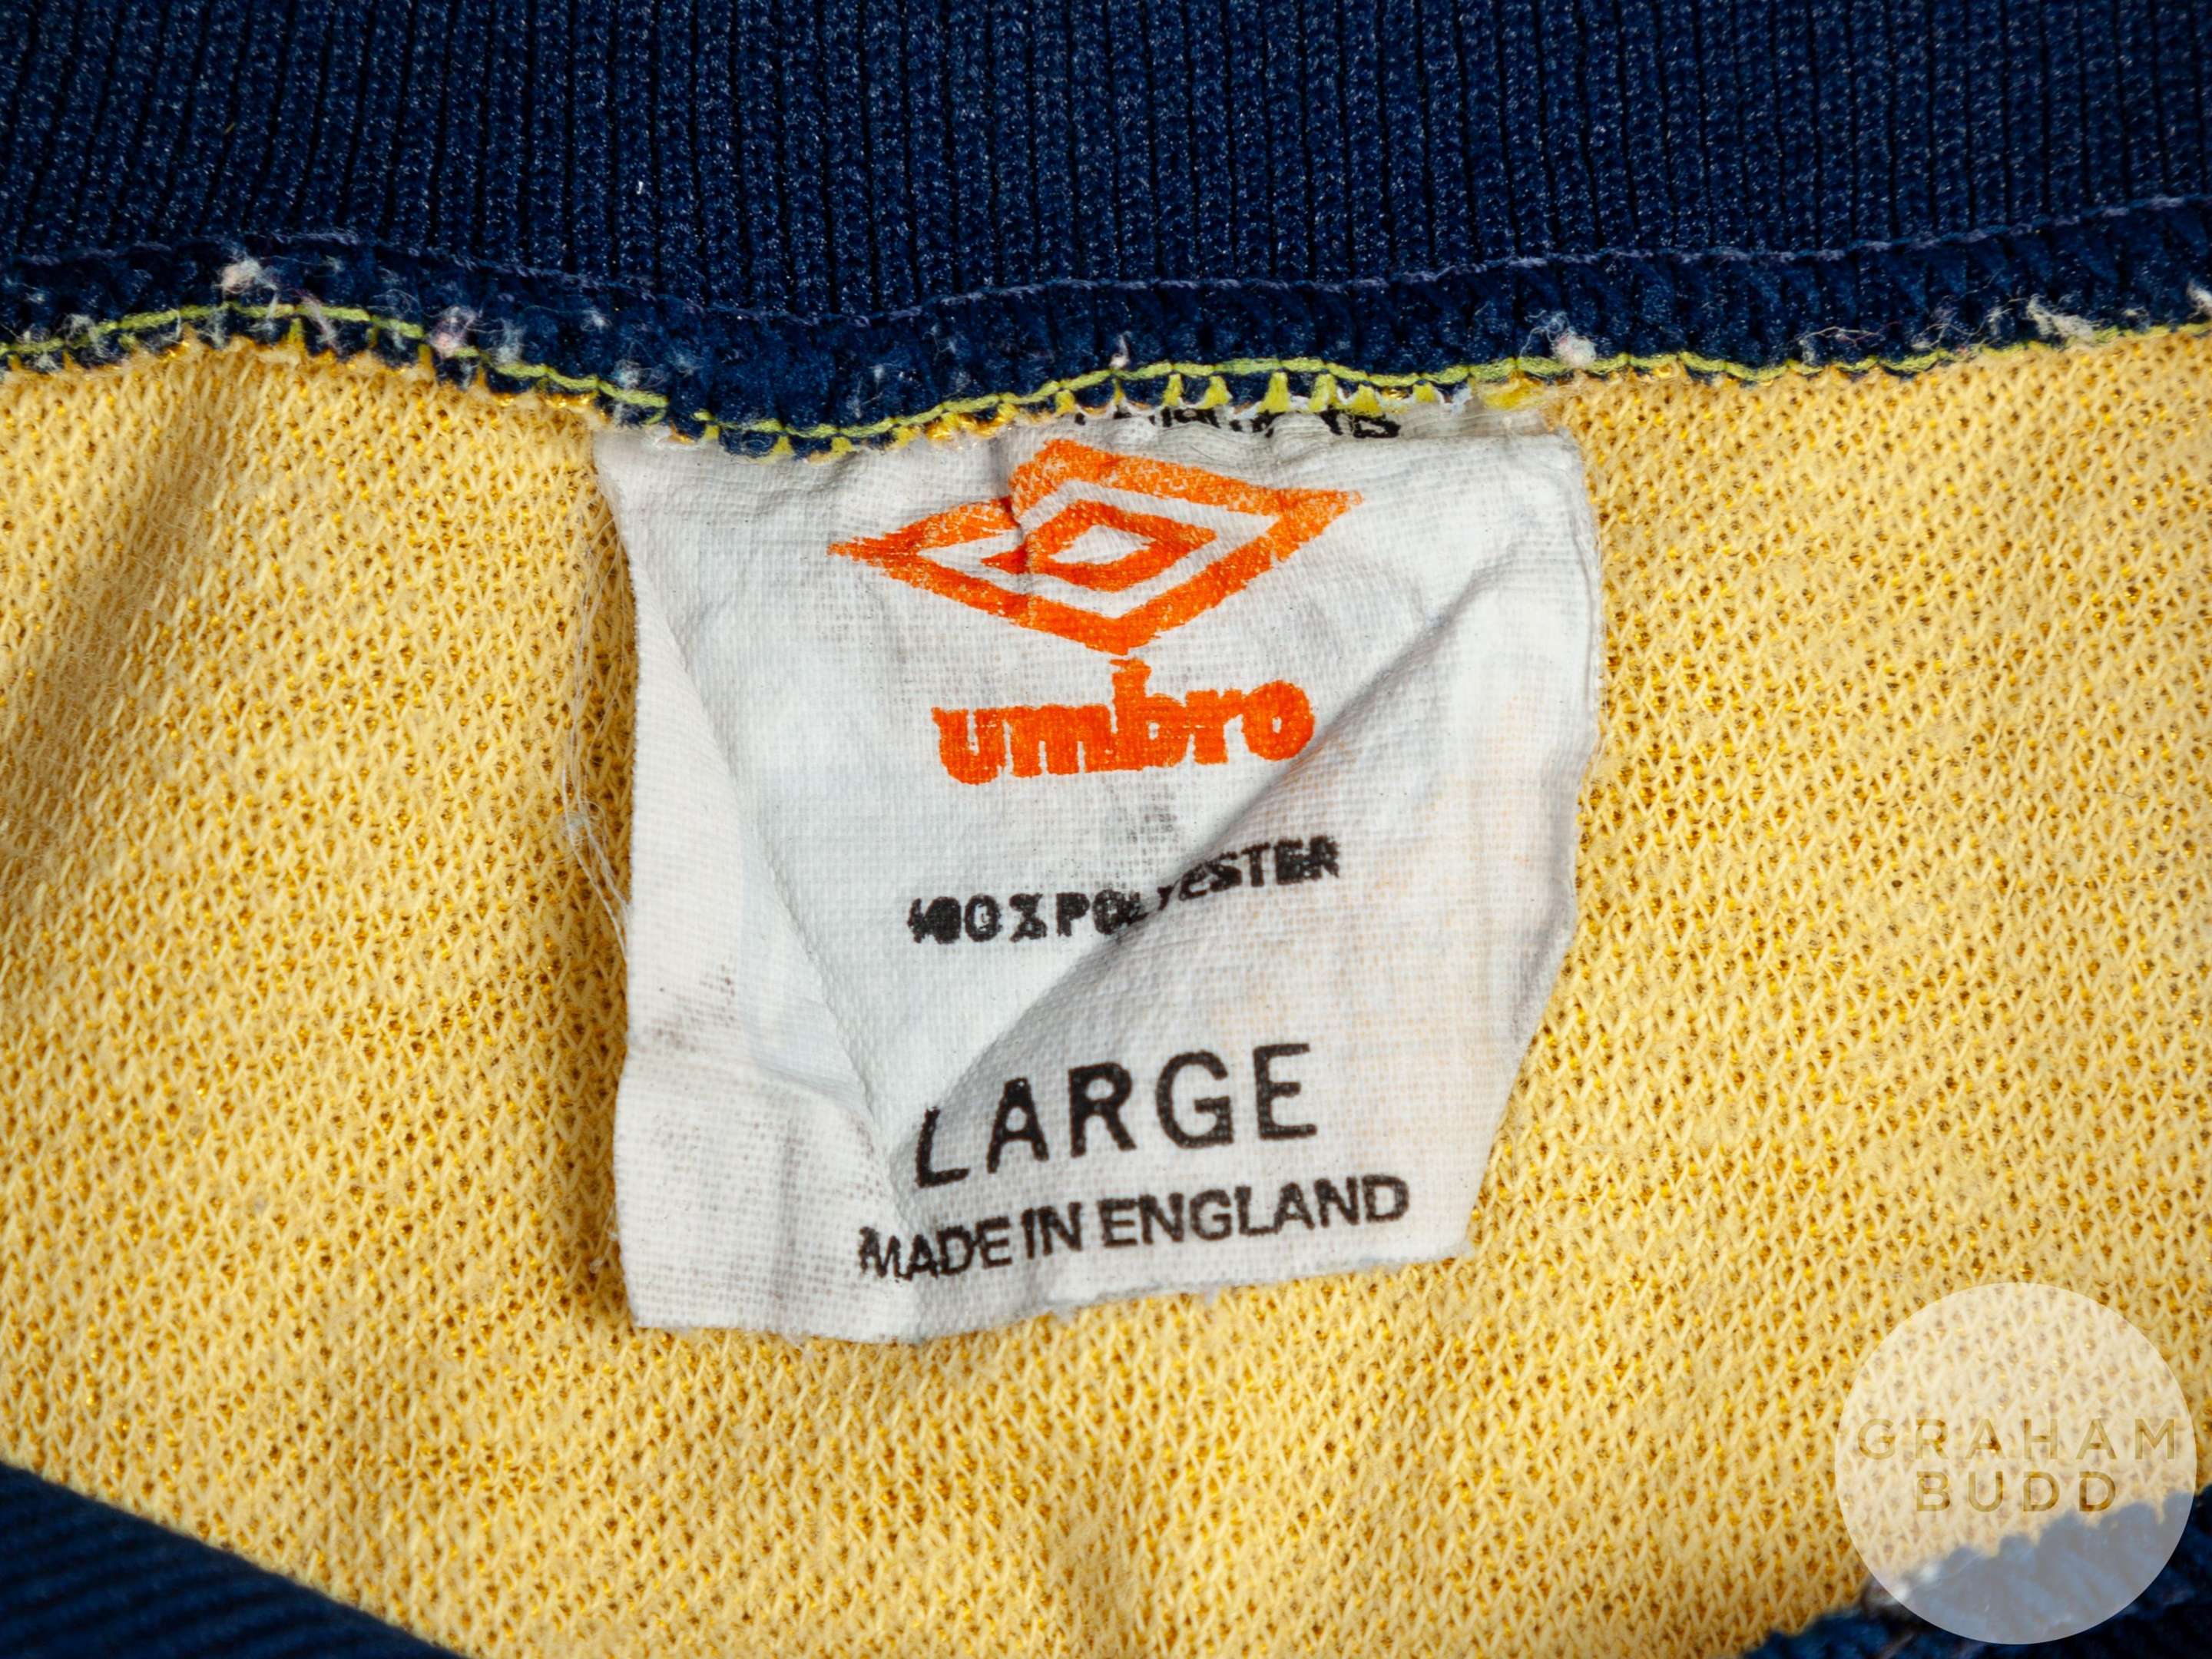 umbro
100% POLYESTER
LARGE
MADE IN ENGLAND
GRAHAM
BUDD